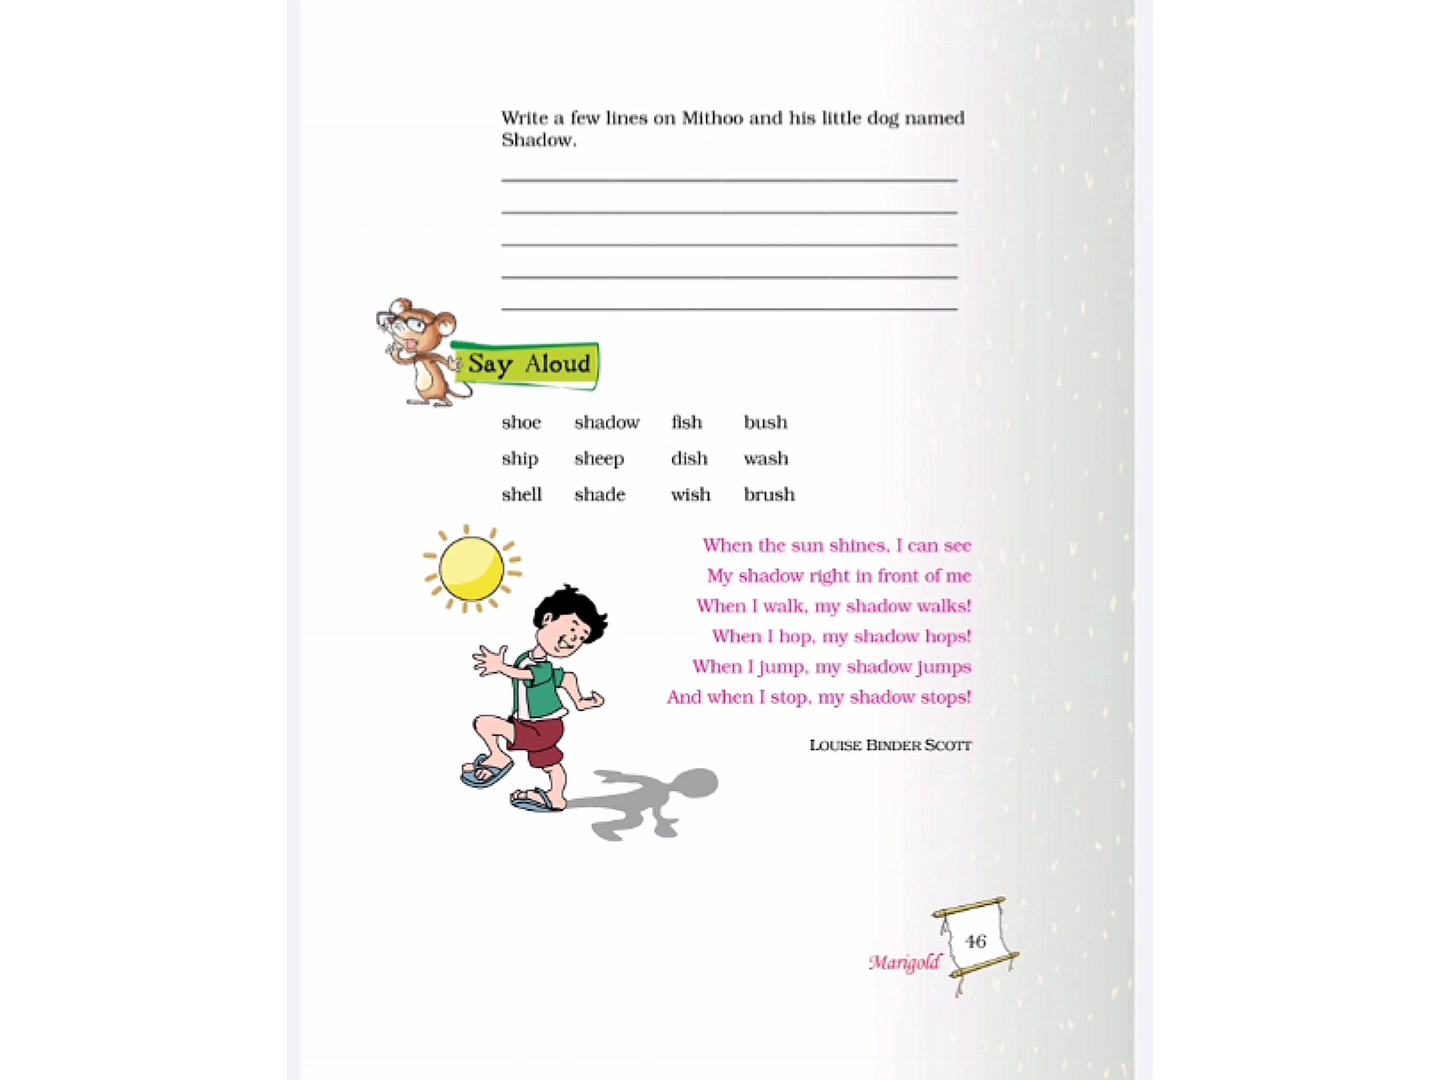 Write a few lines on Mithoo and his little dog named
Shadow.
Say Aloud
shoe shadow fish bush
ship sheep dish wash
shell shade wish brush
When the sun shines, I can see
My shadow right in front of me
When I walk, my shadow walks!
When I hop, my shadow hops!
When I jump, my shadow jumps
And when I stop, my shadow stops!
LOUISE BINDER SCOTT
46
Marigold